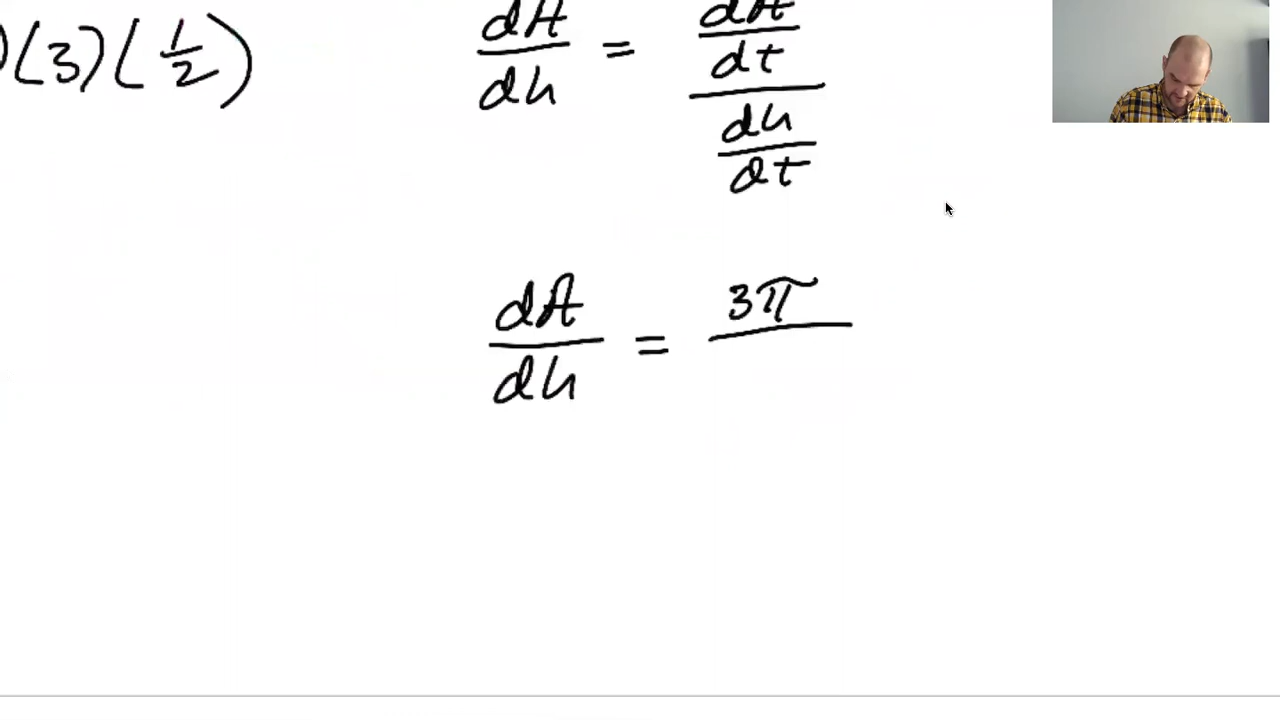 )(3)(1/2)
dA/dh = (dA/dt)/(dh/dt)
dA/dh = 3π/